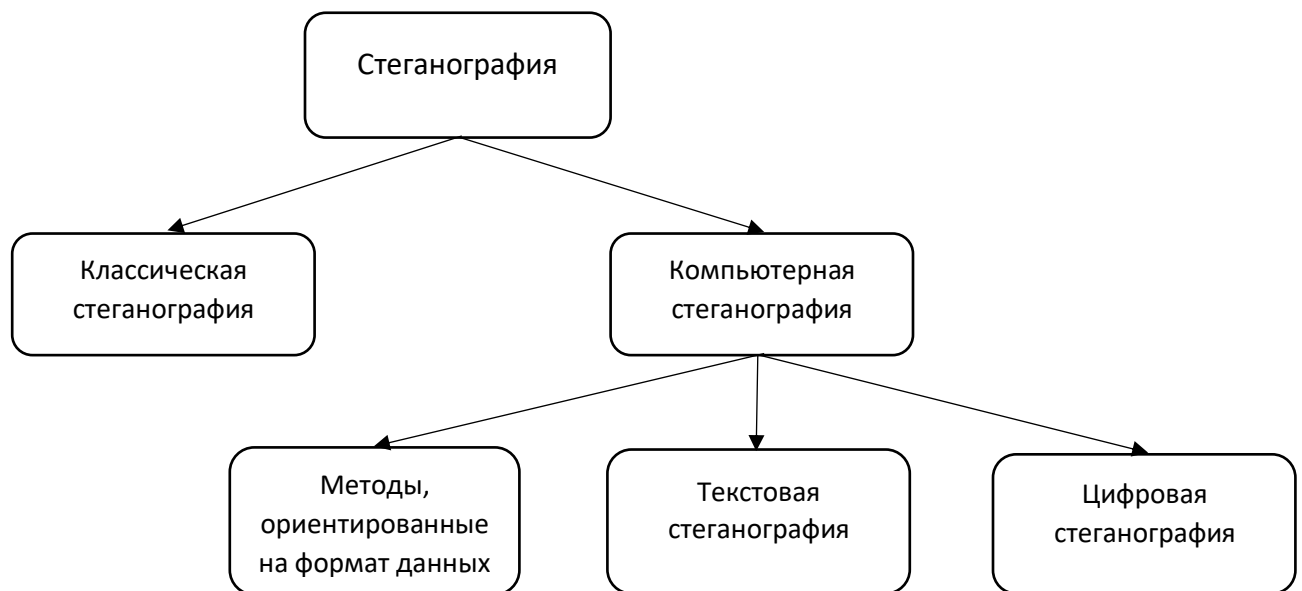 Стеганография
Классическая
стеганография
Компьютерная
стеганография
Методы,
ориентированные
на формат данных
Текстовая
стеганография
Цифровая
стеганография